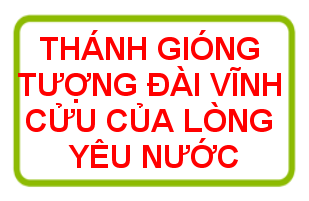 THÁNH GIÓNG
TƯỢNG ĐÀI VĨNH
CỬU CỦA LÒNG
YÊU NƯỚC